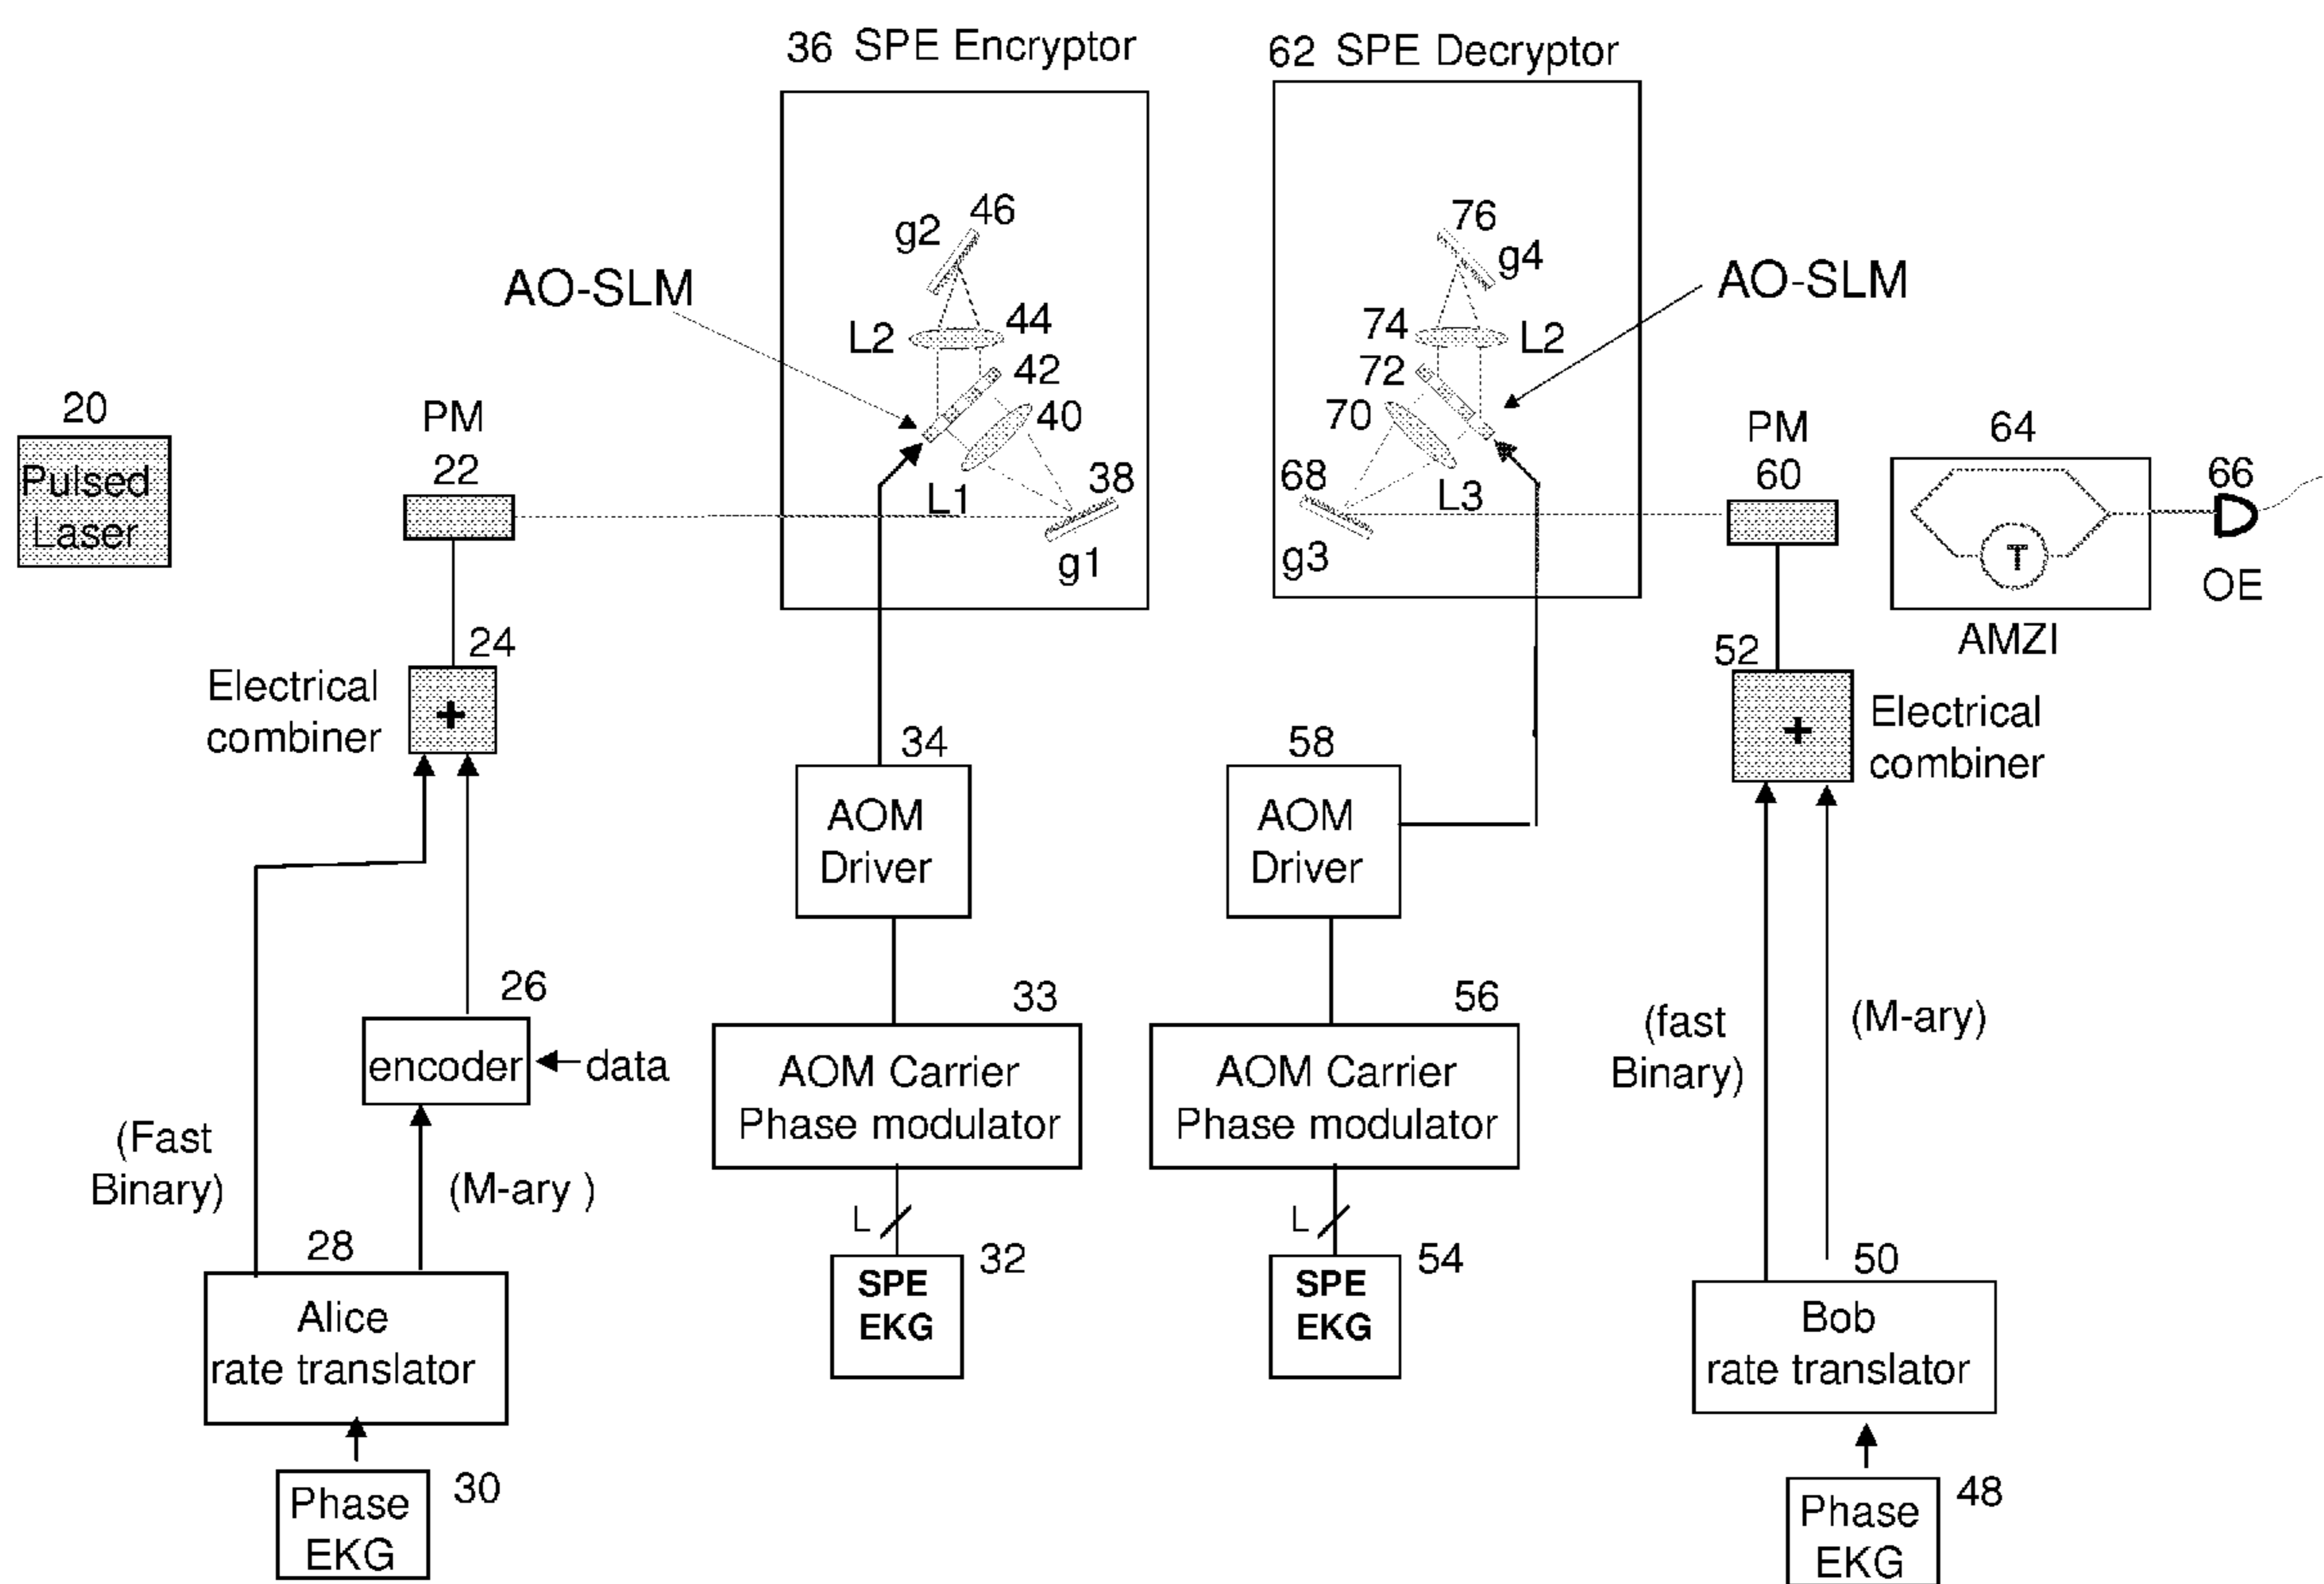 36 SPE Encryptor
62 SPE Decryptor
46
g2
76
g4
AO-SLM
AO-SLM
44
L2
74
L2
42
72
40
70
20
Pulsed
Laser
PM
22
38
L1
g1
68
L3
g3
PM
60
64
T
AMZI
66
OE
24
Electrical
combiner
+
52
Electrical
combiner
+
34
AOM
Driver
58
AOM
Driver
26
encoder
data
33
AOM Carrier
Phase modulator
56
AOM Carrier
Phase modulator
(fast
Binary)
(M-ary)
(Fast
Binary)
(M-ary )
L
L
28
Alice
rate translator
32
SPE
EKG
54
SPE
EKG
50
Bob
rate translator
30
Phase
EKG
48
Phase
EKG